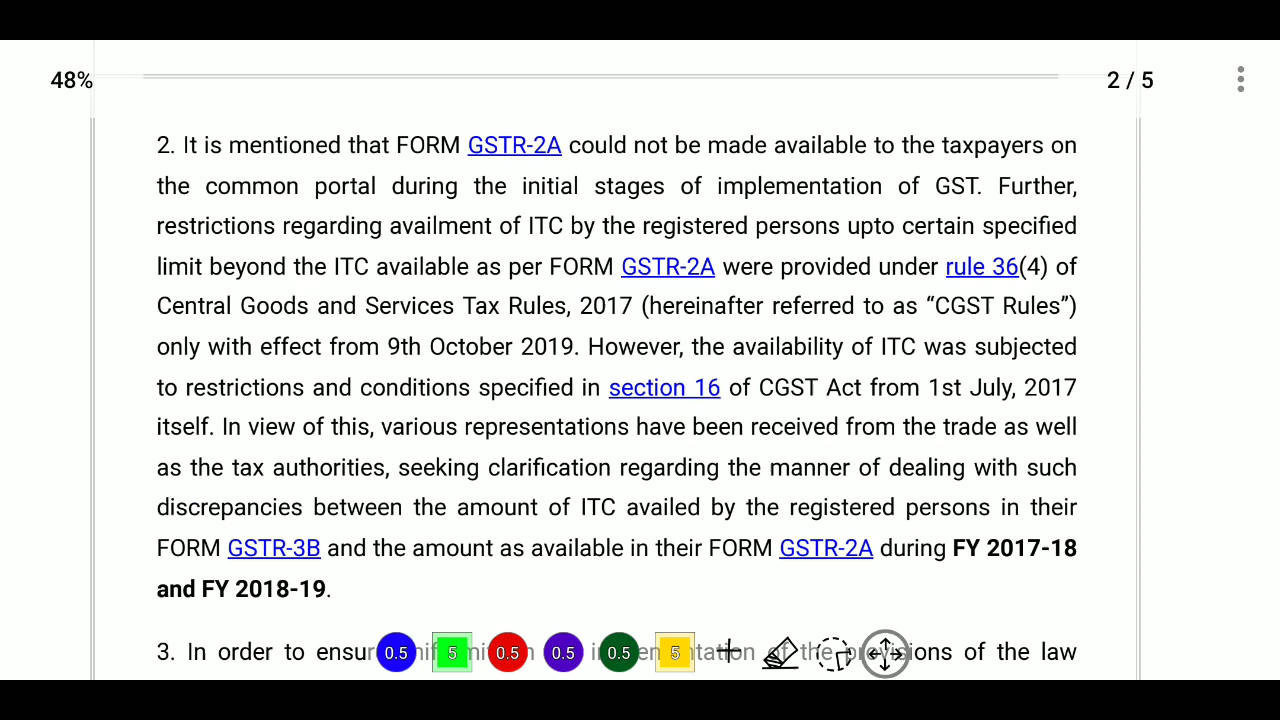 48%
2 / 5
2. It is mentioned that FORM GSTR-2A could not be made available to the taxpayers on
the common portal during the initial stages of implementation of GST. Further,
restrictions regarding availment of ITC by the registered persons upto certain specified
limit beyond the ITC available as per FORM GSTR-2A were provided under rule 36(4) of
Central Goods and Services Tax Rules, 2017 (hereinafter referred to as “CGST Rules”)
only with effect from 9th October 2019. However, the availability of ITC was subjected
to restrictions and conditions specified in section 16 of CGST Act from 1st July, 2017
itself. In view of this, various representations have been received from the trade as well
as the tax authorities, seeking clarification regarding the manner of dealing with such
discrepancies between the amount of ITC availed by the registered persons in their
FORM GSTR-3B and the amount as available in their FORM GSTR-2A during FY 2017-18
and FY 2018-19.
3. In order to ensure of the provisions of the law
0.5 5 0.5 0.5 0.5 5